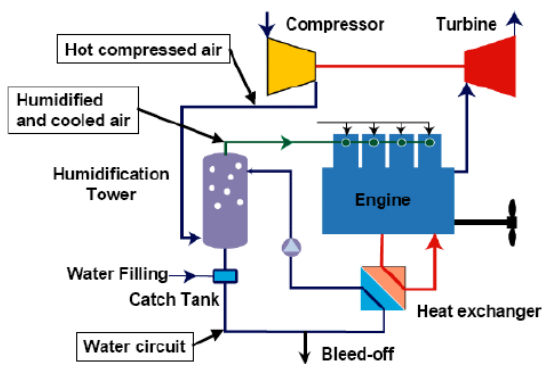 Compressor
Turbine
Hot compressed air
Humidified
and cooled air
Humidification
Tower
Engine
Water Filling
Catch Tank
Heat exchanger
Water circuit
Bleed-off